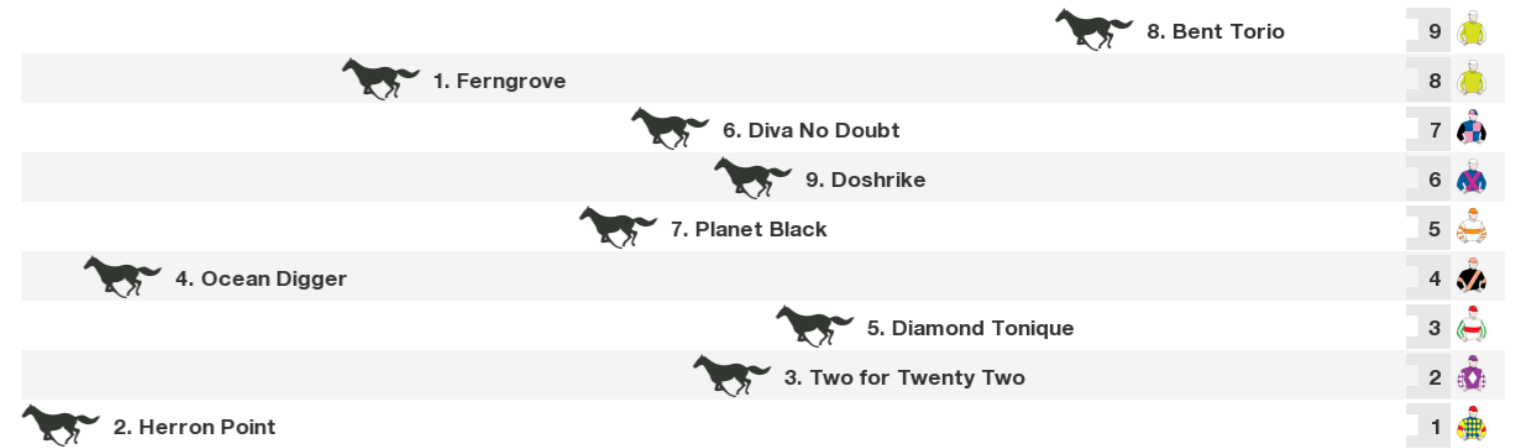 8. Bent Torio 9
1. Ferngrove 8
6. Diva No Doubt 7
9. Doshrike 6
7. Planet Black 5
4. Ocean Digger 4
5. Diamond Tonique 3
3. Two for Twenty Two 2
2. Herron Point 1